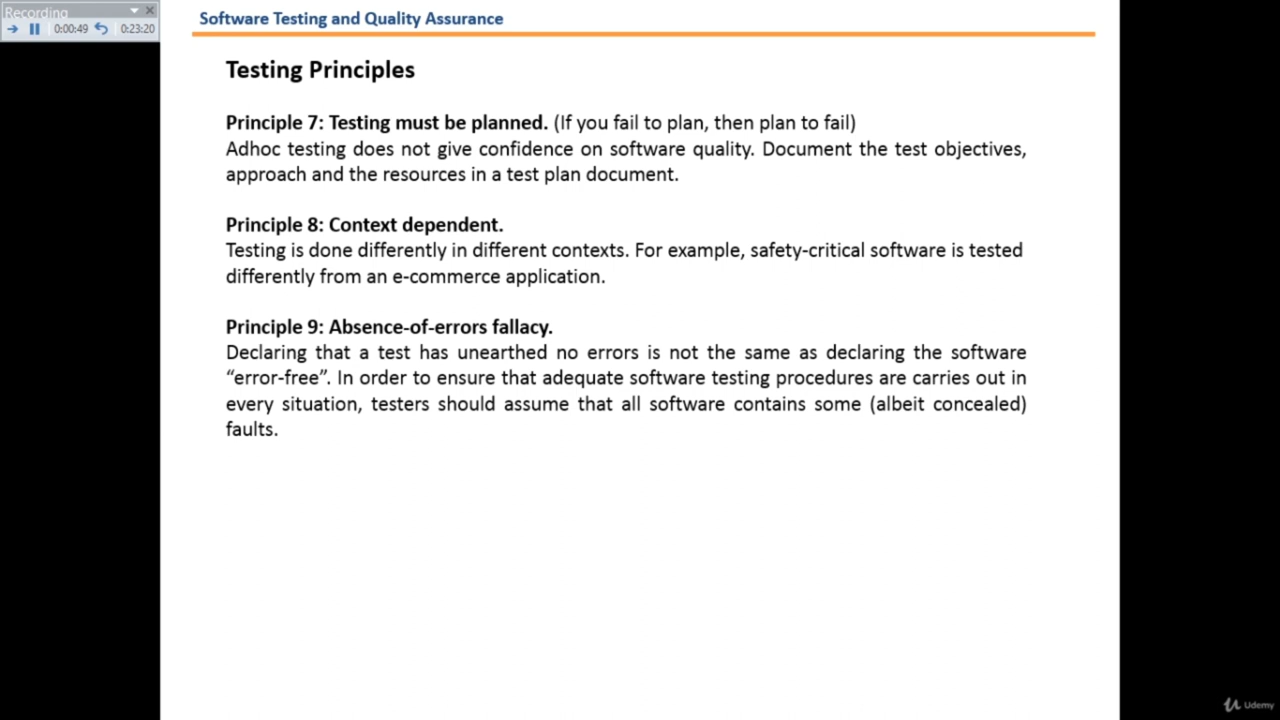 Recording
0:00:49
0:23:20
Software Testing and Quality Assurance
Testing Principles
Principle 7: Testing must be planned. (If you fail to plan, then plan to fail)
Adhoc testing does not give confidence on software quality. Document the test objectives,
approach and the resources in a test plan document.
Principle 8: Context dependent.
Testing is done differently in different contexts. For example, safety-critical software is tested
differently from an e-commerce application.
Principle 9: Absence-of-errors fallacy.
Declaring that a test has unearthed no errors is not the same as declaring the software
“error-free”. In order to ensure that adequate software testing procedures are carries out in
every situation, testers should assume that all software contains some (albeit concealed)
faults.
Udemy